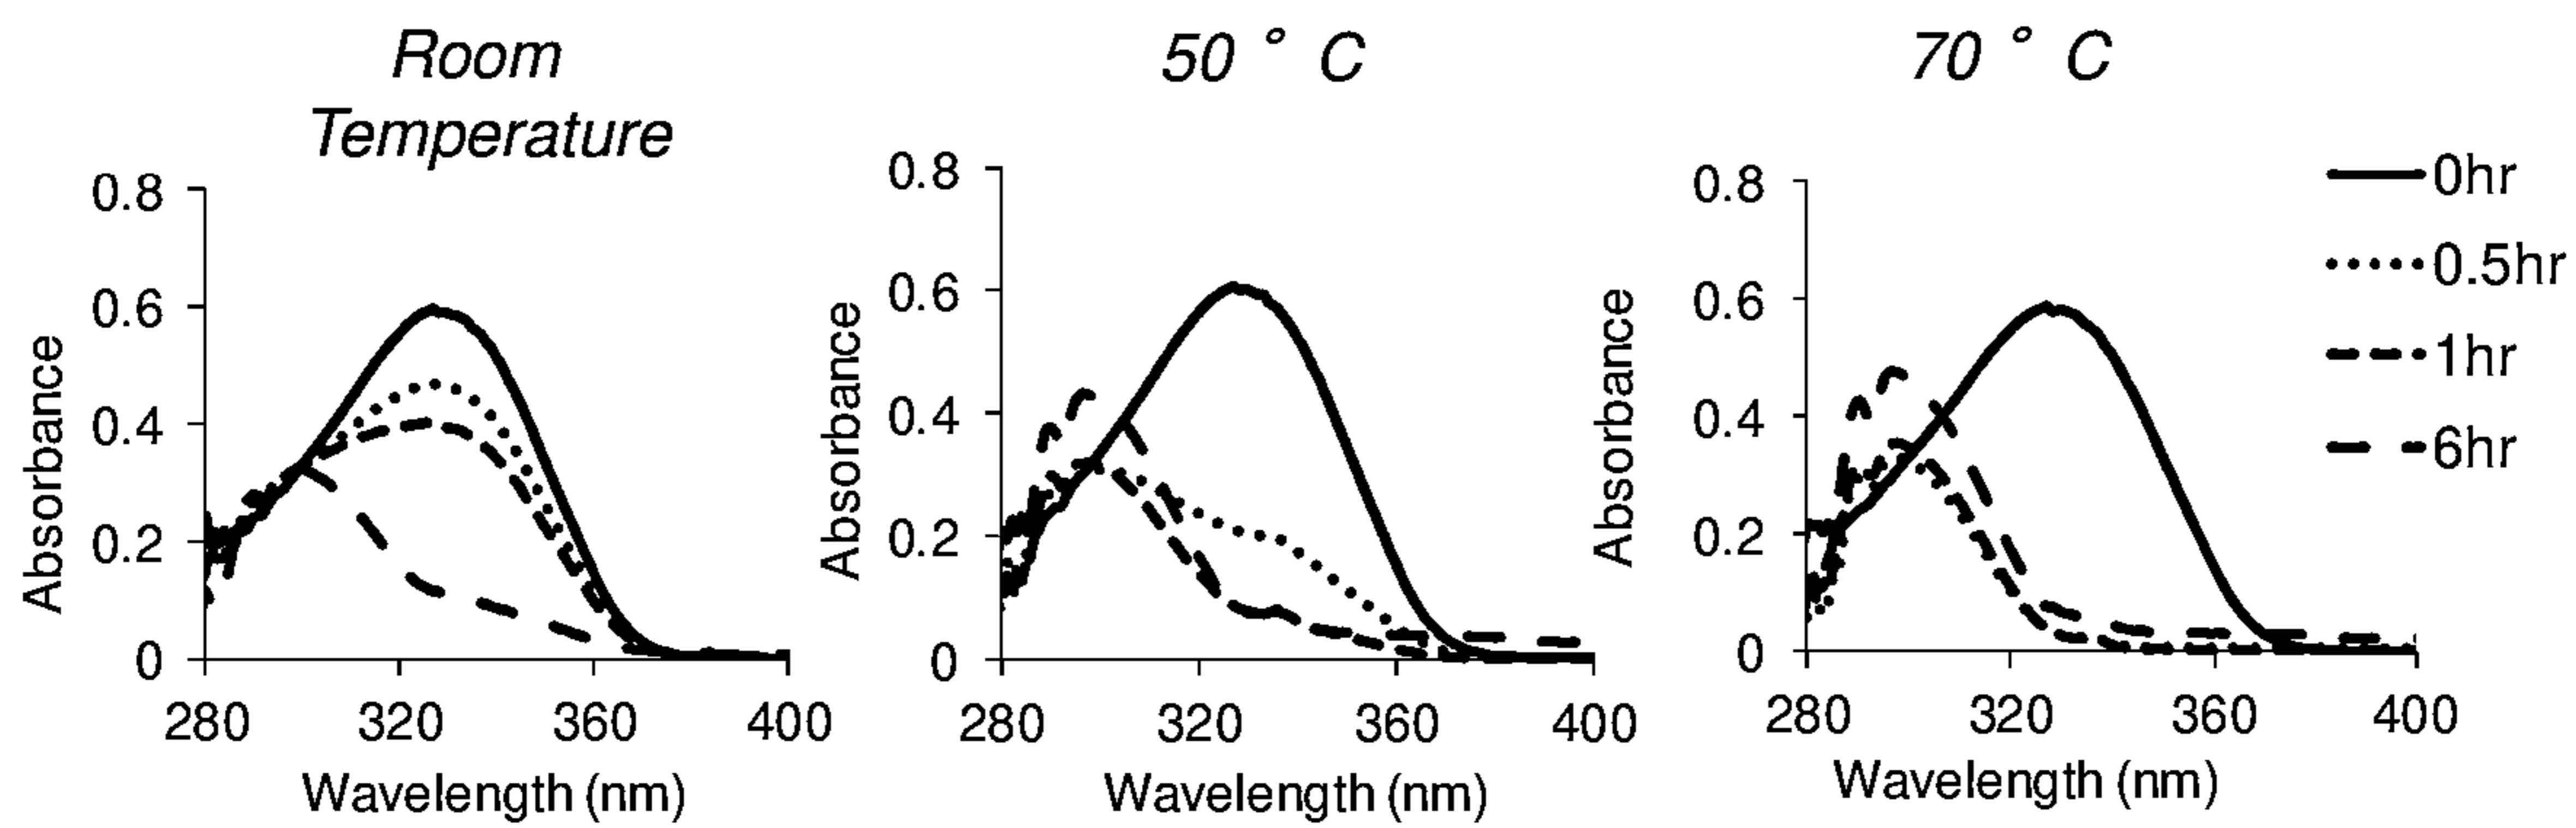 Room
Temperature
0.8
0.6
0.4
0.2
0
Absorbance
280 320 360 400
Wavelength (nm)
50 ° C
0.8
0.6
0.4
0.2
0
Absorbance
280 320 360 400
Wavelength (nm)
70 ° C
0.8
0.6
0.4
0.2
0
Absorbance
280 320 360 400
Wavelength (nm)
0hr
0.5hr
1hr
6hr